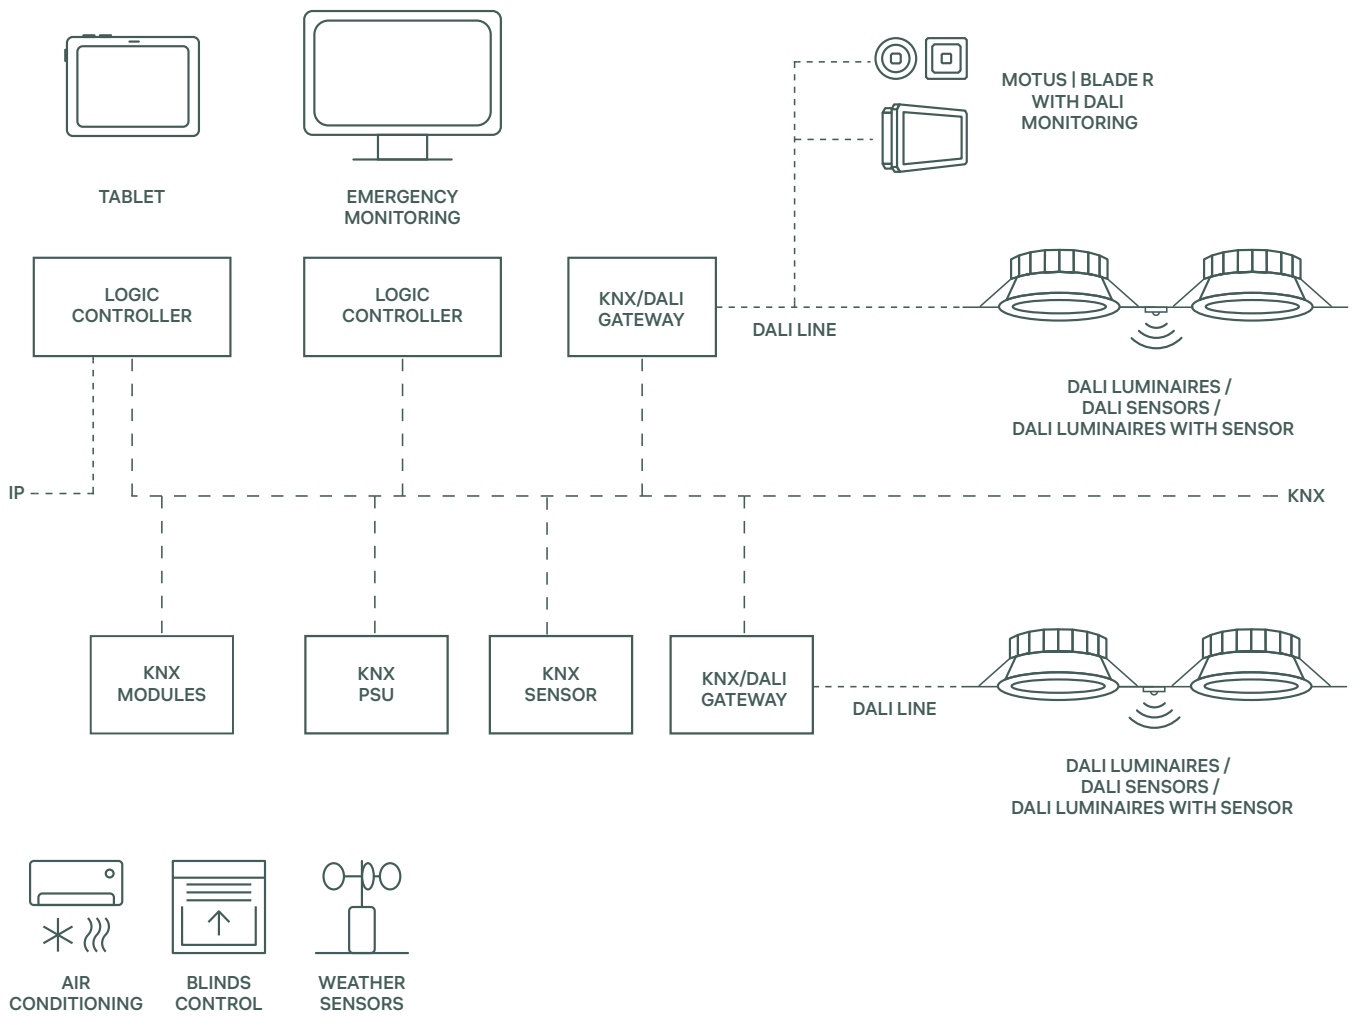 MOTUS | BLADE R
WITH DALI
MONITORING
TABLET
EMERGENCY
MONITORING
LOGIC
CONTROLLER
LOGIC
CONTROLLER
KNX/DALI
GATEWAY
DALI LINE
DALI LUMINAIRES /
DALI SENSORS /
DALI LUMINAIRES WITH SENSOR
IP
KNX
KNX
MODULES
KNX
PSU
KNX
SENSOR
KNX/DALI
GATEWAY
DALI LINE
DALI LUMINAIRES /
DALI SENSORS /
DALI LUMINAIRES WITH SENSOR
AIR
CONDITIONING
BLINDS
CONTROL
WEATHER
SENSORS